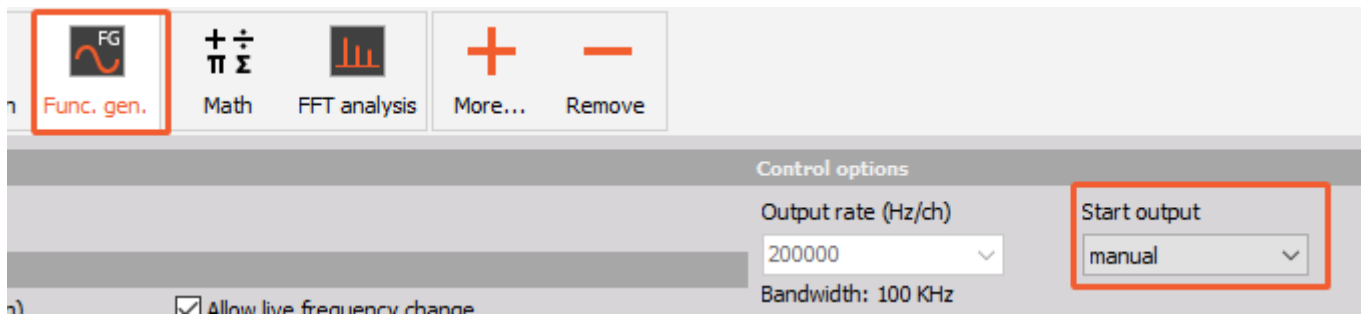 FG
Func. gen.
Math
FFT analysis
More...
Remove
Control options
Output rate (Hz/ch)
Start output
200000
manual
Bandwidth: 100 KHz
Allow live frequency change